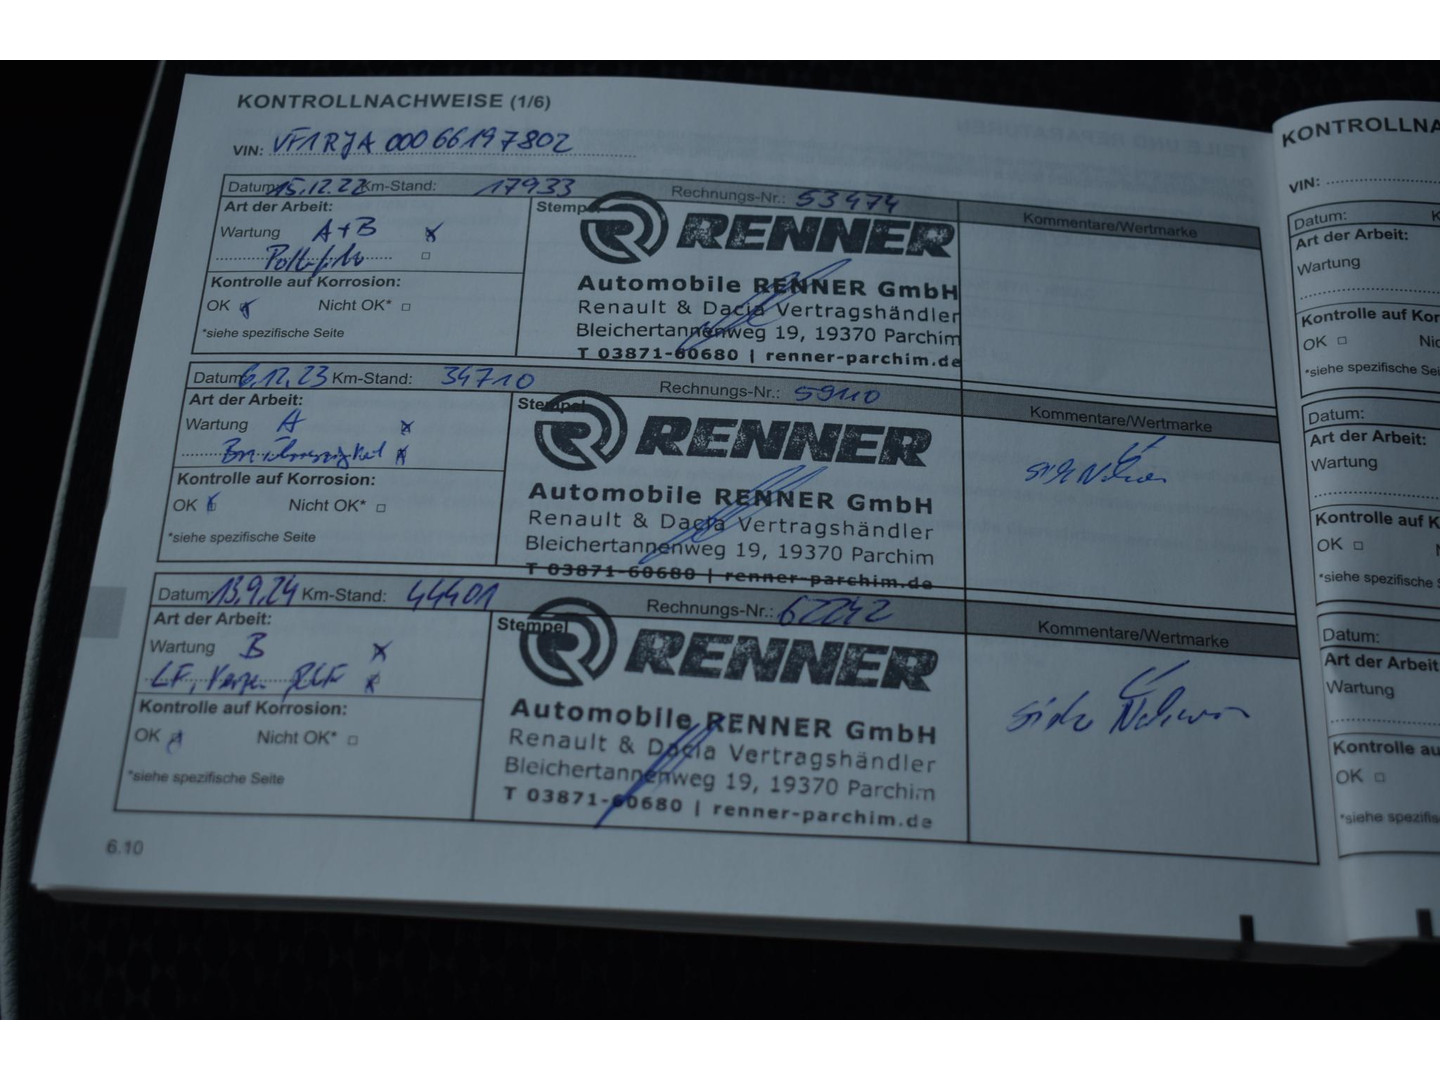 KONTROLLNACHWEISE (1/6)
VIN: VF1RJA00066197802
Datum: 15.12.22 Km-Stand: 17933 Rechnungs-Nr.: 53474
Art der Arbeit: Stempel Kommentare/Wertmarke
Wartung A+B
Kontrolle auf Korrosion:
OK Nicht OK*
*siehe spezifische Seite
RENNER
Automobile RENNER GmbH
Renault & Dacia Vertragshändler
Bleichertannenweg 19, 19370 Parchim
T 03871-60680 | renner-parchim.de
Datum: 6.12.23 Km-Stand: 34710 Rechnungs-Nr.: 59110
Art der Arbeit: Stempel Kommentare/Wertmarke
Wartung A
Kontrolle auf Korrosion:
OK Nicht OK*
*siehe spezifische Seite
RENNER
Automobile RENNER GmbH
Renault & Dacia Vertragshändler
Bleichertannenweg 19, 19370 Parchim
T 03871-60680 | renner-parchim.de
Datum 13.9.24 Km-Stand: 44401 Rechnungs-Nr.: 62242
Art der Arbeit: Stempel Kommentare/Wertmarke
Wartung B
LF,
Kontrolle auf Korrosion:
OK Nicht OK*
*siehe spezifische Seite
RENNER
Automobile RENNER GmbH
Renault & Dacia Vertragshändler
Bleichertannenweg 19, 19370 Parchim
T 03871-60680 | renner-parchim.de
6.10
KONTROLLNA
VIN:
Datum: K
Art der Arbeit:
Wartung
Kontrolle auf Kor
OK Nic
*siehe spezifische Sei
Datum:
Art der Arbeit:
Wartung
Kontrolle auf K
OK
*siehe spezifische S
Datum:
Art der Arbeit
Wartung
Kontrolle au
OK
*siehe spezifis